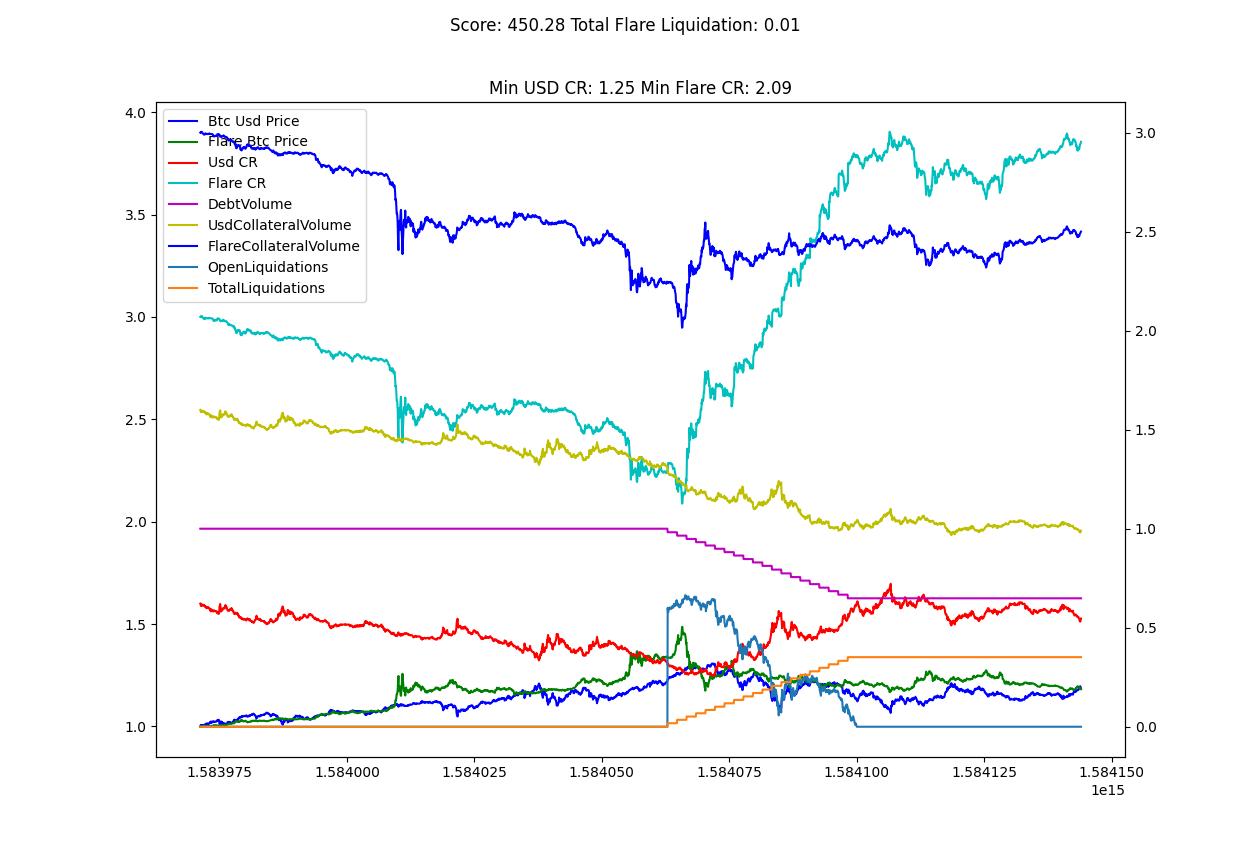 Score: 450.28 Total Flare Liquidation: 0.01
Min USD CR: 1.25 Min Flare CR: 2.09
4.0
3.5
3.0
2.5
2.0
1.5
1.0
Btc Usd Price
Flare Btc Price
Usd CR
Flare CR
DebtVolume
UsdCollateralVolume
FlareCollateralVolume
OpenLiquidations
TotalLiquidations
3.0
2.5
2.0
1.5
1.0
0.5
0.0
1.583975 1.584000 1.584025 1.584050 1.584075 1.584100 1.584125 1.584150
1e15